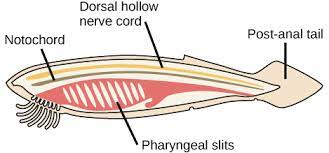 Dorsal hollow
nerve cord
Notochord
Post-anal tail
Pharyngeal slits